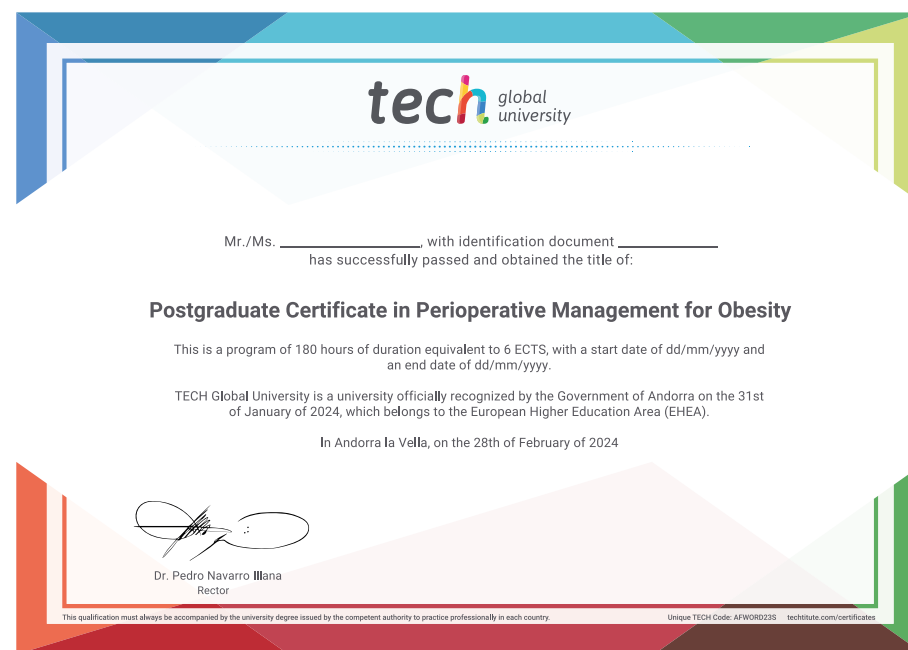 tech global
university
Mr./Ms. ____________________, with identification document ______________
has successfully passed and obtained the title of:
Postgraduate Certificate in Perioperative Management for Obesity
This is a program of 180 hours of duration equivalent to 6 ECTS, with a start date of dd/mm/yyyy and
an end date of dd/mm/yyyy.
TECH Global University is a university officially recognized by the Government of Andorra on the 31st
of January of 2024, which belongs to the European Higher Education Area (EHEA).
In Andorra la Vella, on the 28th of February of 2024
Dr. Pedro Navarro Illana
Rector
This qualification must always be accompanied by the university degree issued by the competent authority to practice professionally in each country. Unique TECH Code: AFWORD23S techtitute.com/certificates